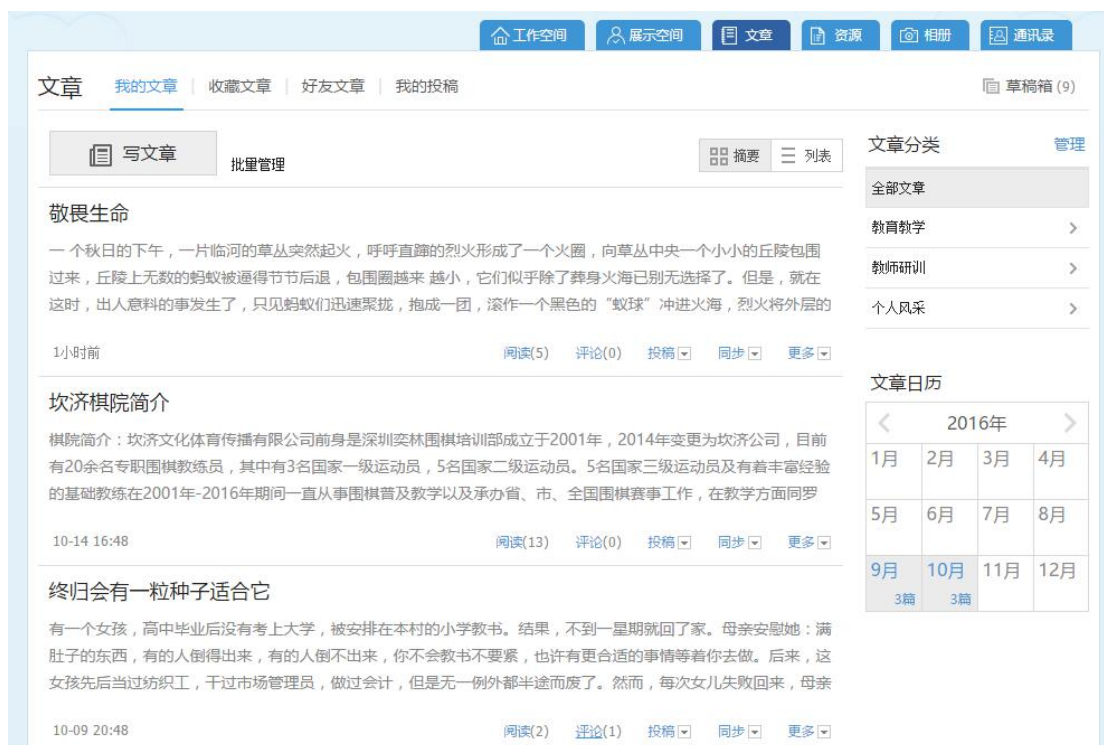 工作空间 展示空间 文章 资源 相册 通讯录
文章 我的文章 收藏文章 好友文章 我的投稿 草稿箱(9)
写文章 批量管理 摘要 列表
敬畏生命
一 个秋日的下午，一片临河的草丛突然起火，呼呼直蹿的烈火形成了一个火圈，向草丛中央一个小小的丘陵包围
过来，丘陵上无数的蚂蚁被逼得节节后退，包围圈越来 越小，它们似乎除了葬身火海已别无选择了。但是，就在
这时，出人意料的事发生了，只见蚂蚁们迅速聚拢，抱成一团，滚作一个黑色的“蚁球”冲进火海，烈火将外层的
1小时前 阅读(5) 评论(0) 投稿 同步 更多
坎济棋院简介
棋院简介：坎济文化体育传播有限公司前身是深圳奕林围棋培训部成立于2001年，2014年变更为坎济公司，目前
有20余名专职围棋教练员，其中有3名国家一级运动员，5名国家二级运动员。5名国家三级运动员及有着丰富经验
的基础教练在2001年-2016年期间一直从事围棋普及教学以及承办省、市、全国围棋赛事工作，在教学方面同罗
10-14 16:48 阅读(13) 评论(0) 投稿 同步 更多
终归会有一粒种子适合它
有一个女孩，高中毕业后没有考上大学，被安排在本村的小学教书。结果，不到一星期就回了家。母亲安慰她：满
肚子的东西，有的人倒得出来，有的人倒不出来，你不会教书不要紧，也许有更合适的事情等着你去做。后来，这
女孩先后当过纺织工，干过市场管理员，做过会计，但是无一例外都半途而废了。然而，每次女儿失败回来，母亲
10-09 20:48 阅读(2) 评论(1) 投稿 同步 更多
文章分类 管理
全部文章
教育教学
教师研训
个人风采
文章日历
2016年
1月 2月 3月 4月
5月 6月 7月 8月
9月 10月 11月 12月
3篇 3篇